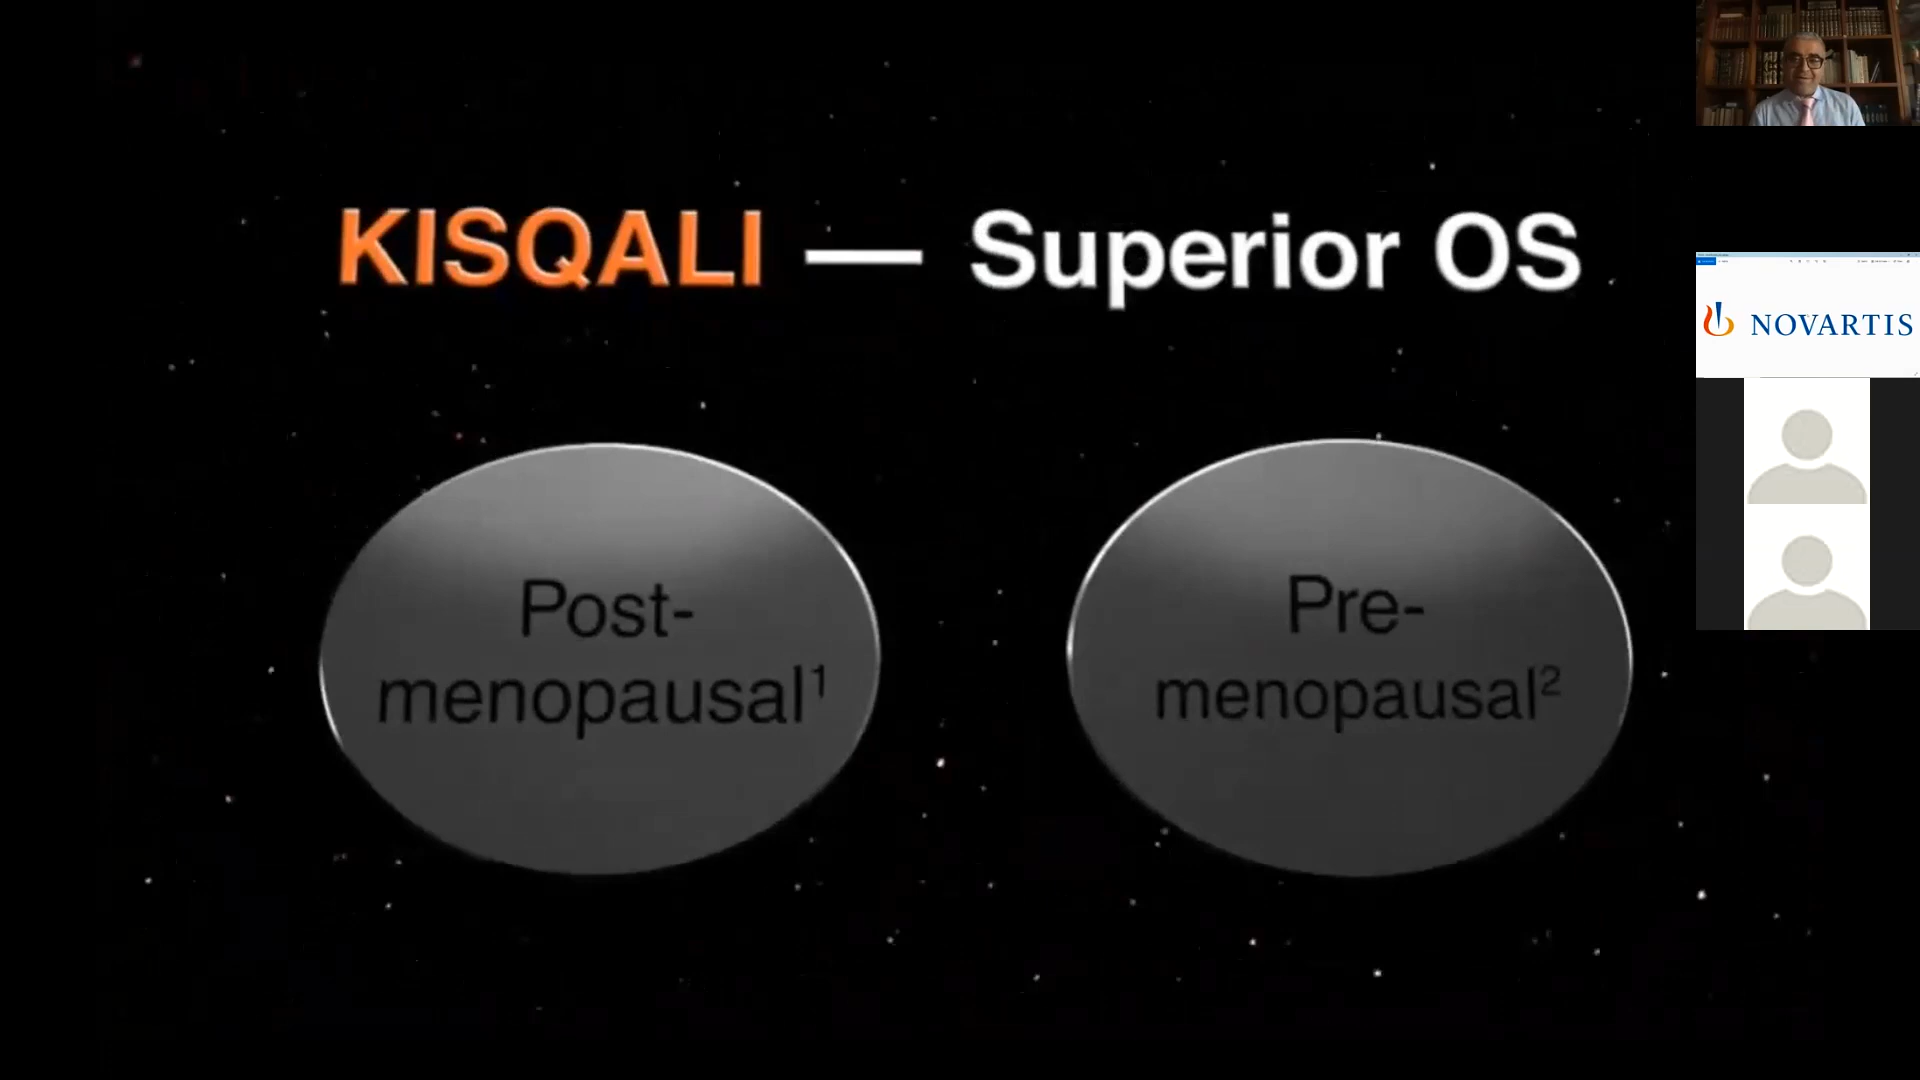 KISQALI — Superior OS
Post-
menopausal¹
Pre-
menopausal²
NOVARTIS